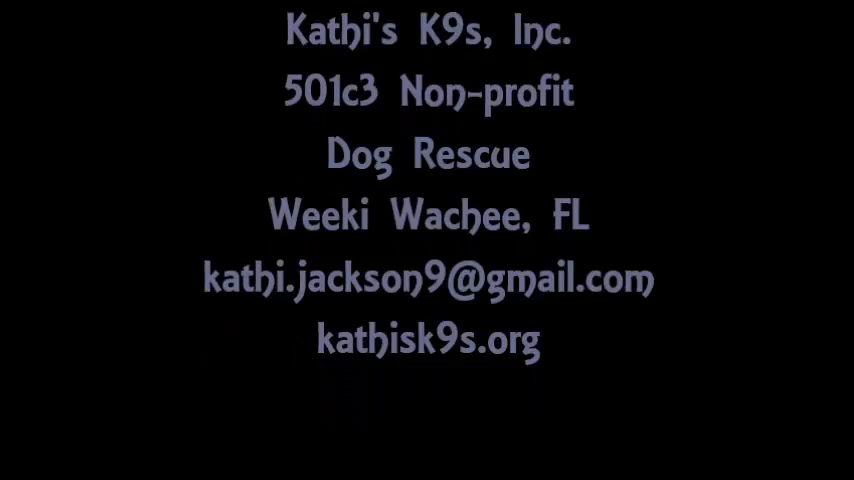 Kathi's K9s, Inc.
501c3 Non-profit
Dog Rescue
Weeki Wachee, FL
kathi.jackson9@gmail.com
kathisk9s.org